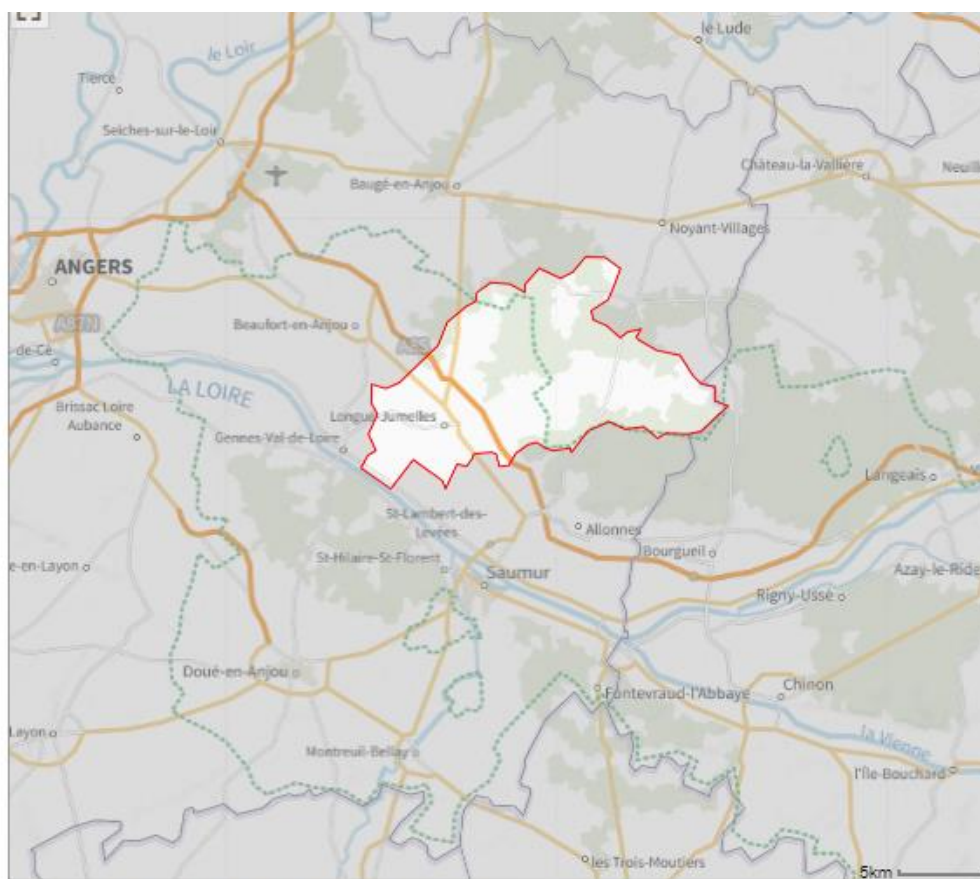 le Lude
le Loir
Tiercé
Seiches-sur-le-Loir
Château-la-Vallière
Neuill
Baugé-en-Anjou
Noyant-Villages
ANGERS
A87N
Beaufort-en-Anjou
A85
de-Cé
LA LOIRE
Brissac Loire
Aubance
Longué-Jumelles
Gennes-Val-de-Loire
Langeais
St-Lambert-des-
Levées
Allonnes
Bourgueil
St-Hilaire-St-Florent
Saumur
e-en-Layon
Azay-le-Ride
Rigny-Ussé
Doué-en-Anjou
Fontevraud-l'Abbaye
Chinon
Layon
Montreuil-Bellay
la Vienne
l'Île-Bouchard
les Trois-Moutiers
5km